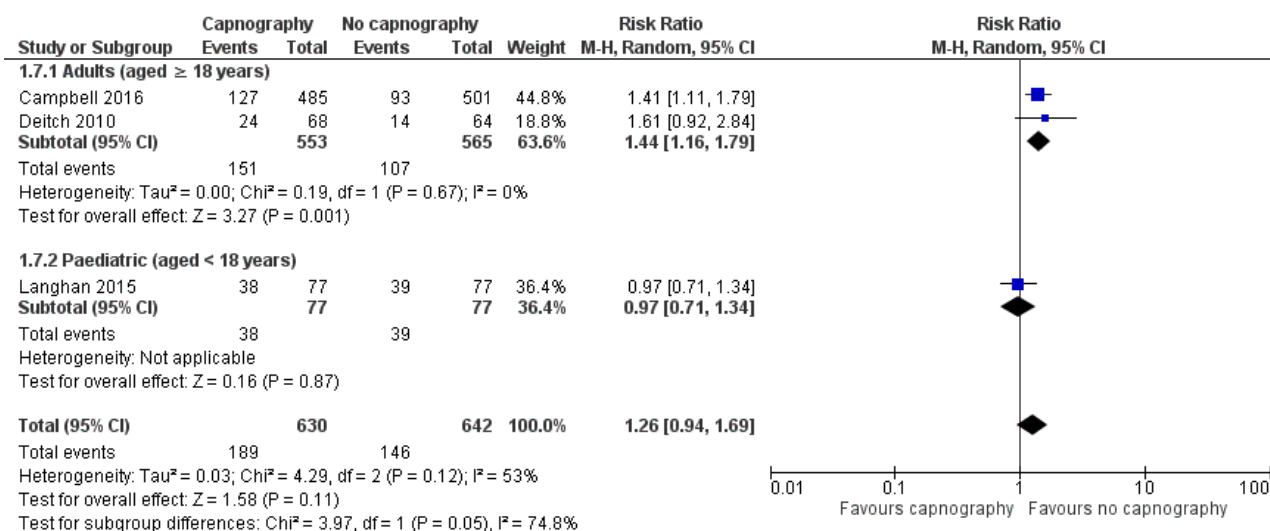 Capnography No capnography Risk Ratio Risk Ratio
Study or Subgroup Events Total Events Total Weight M-H, Random, 95% CI M-H, Random, 95% CI
1.7.1 Adults (aged ≥ 18 years)
Campbell 2016 127 485 93 501 44.8% 1.41 [1.11, 1.79]
Deitch 2010 24 68 14 64 18.8% 1.61 [0.92, 2.84]
Subtotal (95% CI) 553 565 63.6% 1.44 [1.16, 1.79]
Total events 151 107
Heterogeneity: Tau² = 0.00; Chi² = 0.19, df = 1 (P = 0.67); I² = 0%
Test for overall effect: Z = 3.27 (P = 0.001)
1.7.2 Paediatric (aged < 18 years)
Langhan 2015 38 77 39 77 36.4% 0.97 [0.71, 1.34]
Subtotal (95% CI) 77 77 36.4% 0.97 [0.71, 1.34]
Total events 38 39
Heterogeneity: Not applicable
Test for overall effect: Z = 0.16 (P = 0.87)
Total (95% CI) 630 642 100.0% 1.26 [0.94, 1.69]
Total events 189 146
Heterogeneity: Tau² = 0.03; Chi² = 4.29, df = 2 (P = 0.12); I² = 53%
Test for overall effect: Z = 1.58 (P = 0.11)
Test for subgroup differences: Chi² = 3.97, df = 1 (P = 0.05), I² = 74.8%
0.01 0.1 1 10 100
Favours capnography Favours no capnography